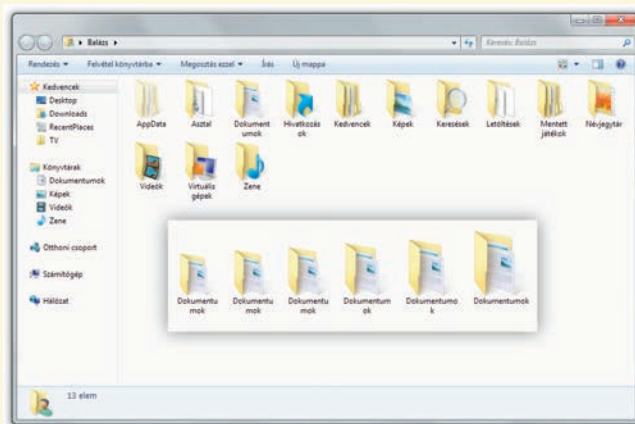 Balázs
Keresés: Balázs
Rendezés Felvétel könyvtárba Megosztás ezzel Írás Új mappa
Kedvencek
Desktop
Downloads
RecentPlaces
TV
Könyvtárak
Dokumentumok
Képek
Videók
Zene
Otthoni csoport
Számítógép
Hálózat
AppData
Asztal
Dokument
umok
Hivatkozás
ok
Kedvencek
Képek
Keresések
Letöltések
Mentett
játékok
Névjegytár
Videók
Virtuális
gépek
Zene
Dokumentu
mok
Dokumentu
mok
Dokumentu
mok
Dokumentum
ok
Dokumentumo
k
Dokumentumok
13 elem